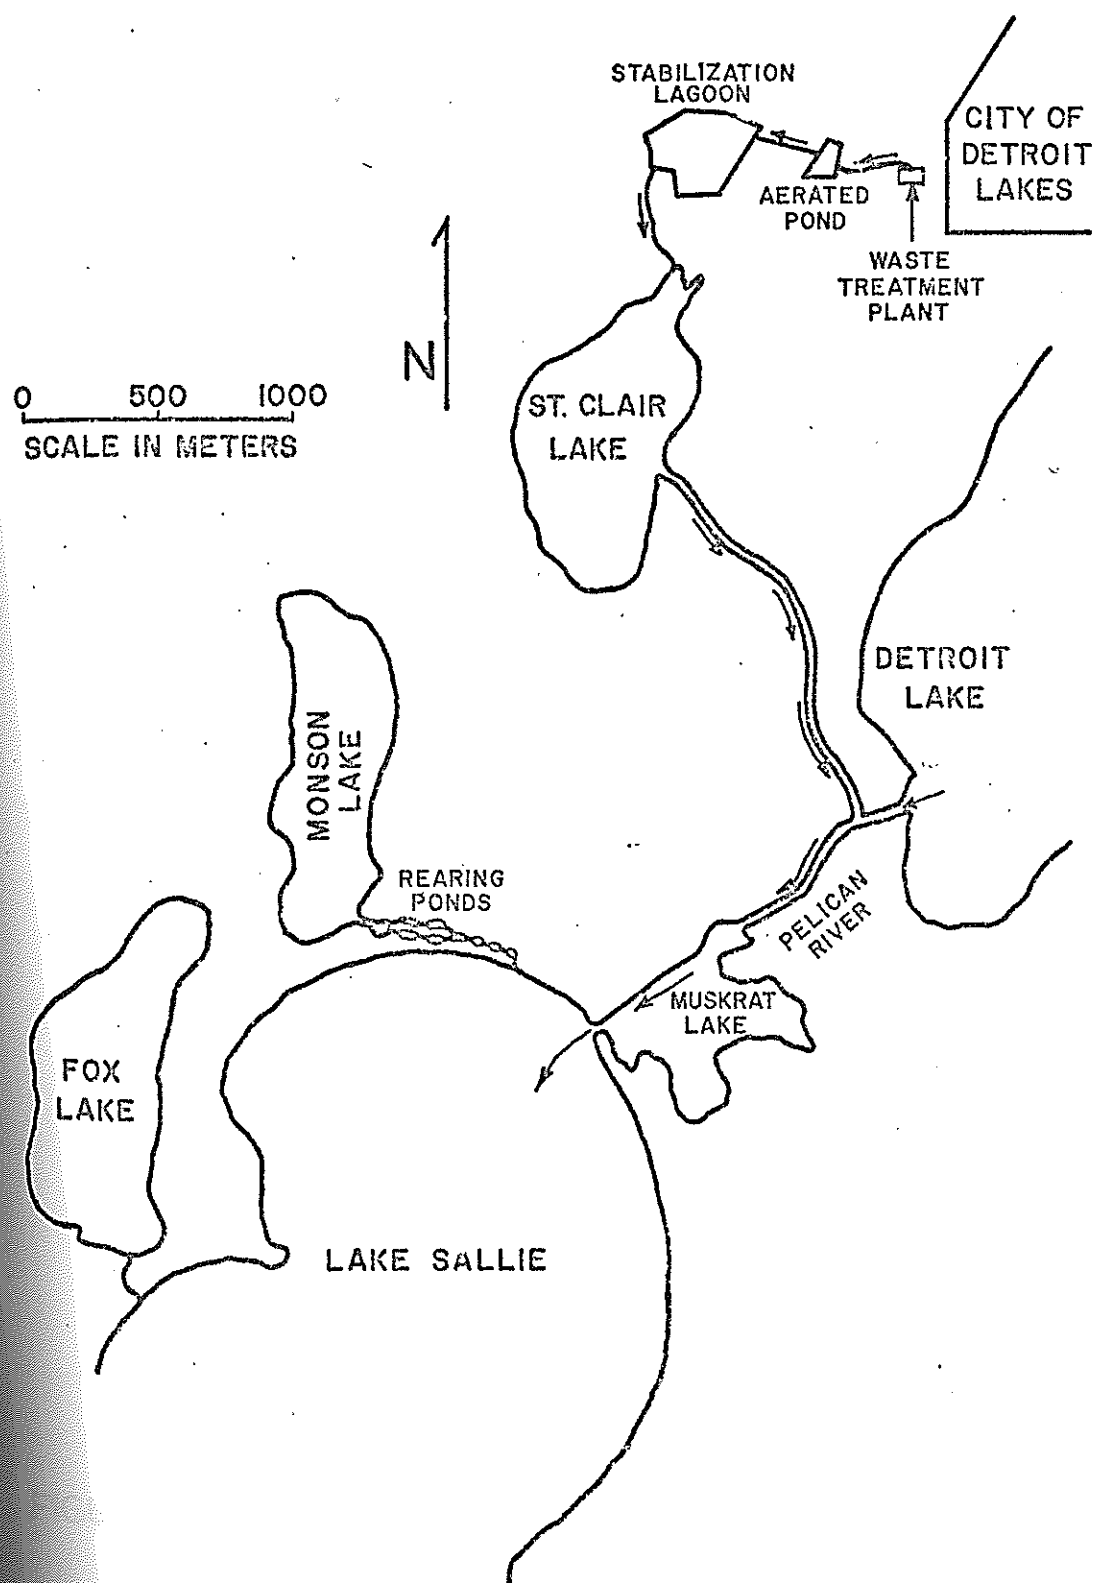 STABILIZATION
LAGOON
CITY OF
DETROIT
LAKES
AERATED
POND
WASTE
TREATMENT
PLANT
N
0 500 1000
SCALE IN METERS
ST. CLAIR
LAKE
DETROIT
LAKE
MONSON
LAKE
REARING
PONDS
PELICAN
RIVER
MUSKRAT
LAKE
FOX
LAKE
LAKE SALLIE